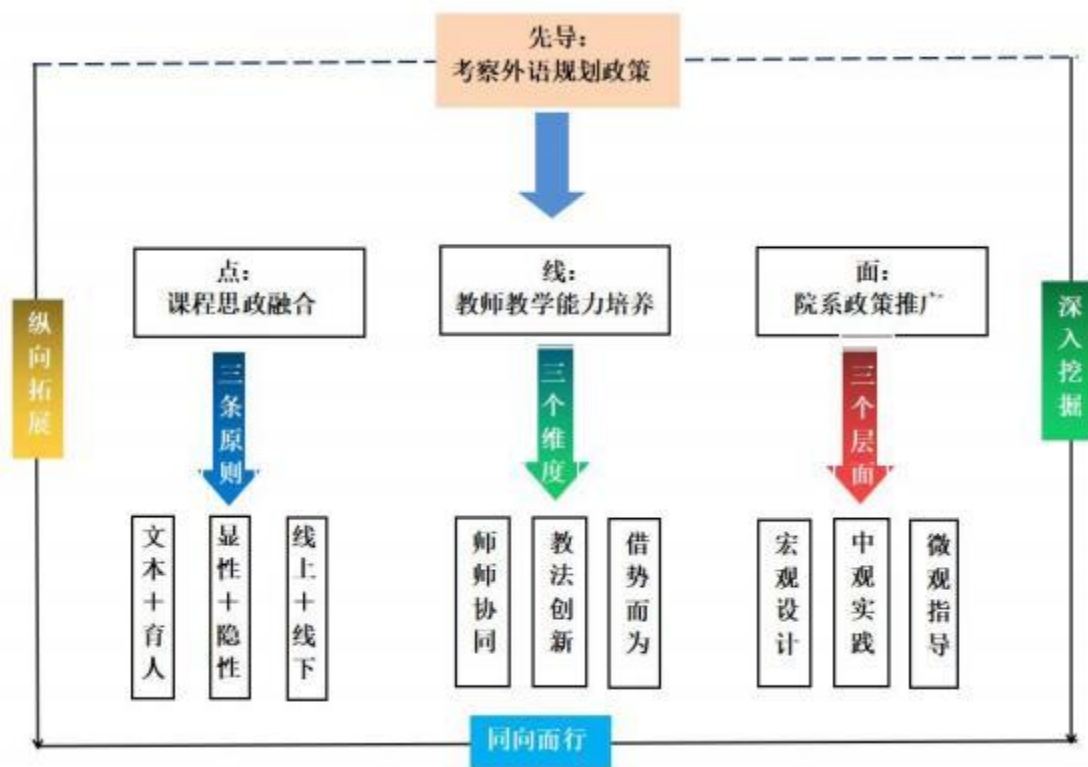 先导：
考察外语规划政策
点：
课程思政融合
线：
教师教学能力培养
面：
院系政策推广
纵向拓展
深入挖掘
三条原则
三个维度
三个层面
文本＋育人
显性＋隐性
线上＋线下
师师协同
教法创新
借势而为
宏观设计
中观实践
微观指导
同向而行